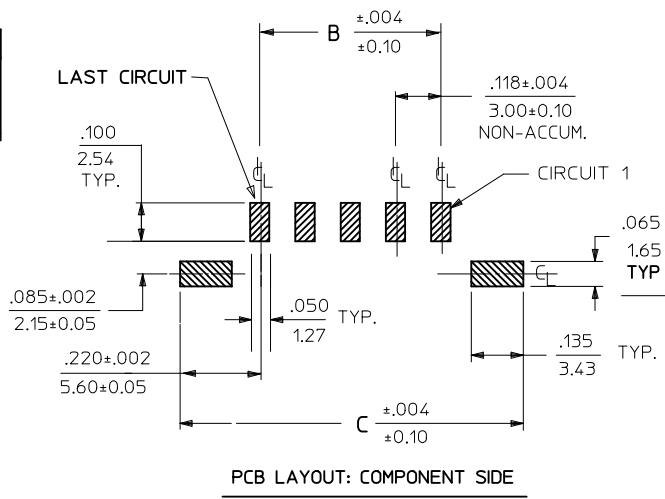 ±.004
B
±0.10
LAST CIRCUIT
.118±.004
3.00±0.10
NON-ACCUM.
.100
2.54
TYP.
CL
CL
CL
CIRCUIT 1
.065
1.65
TYP
CL
.085±.002
2.15±0.05
.050
1.27
TYP.
.135
3.43
TYP.
.220±.002
5.60±0.05
±.004
C
±0.10
PCB LAYOUT: COMPONENT SIDE